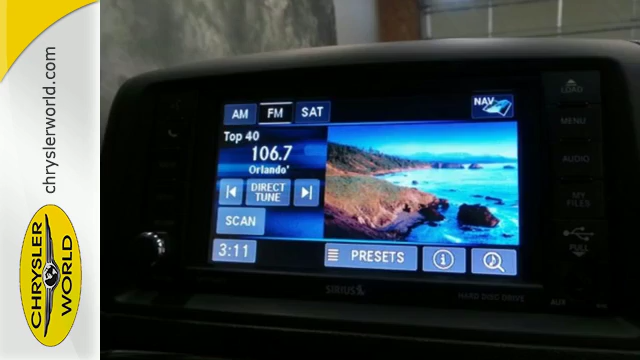 chryslerworld.com
CHRYSLER
WORLD
AM FM SAT NAV
Top 40
106.7
Orlando'
DIRECT
TUNE
SCAN
3:11 PRESETS
SIRIUS
HARD DISC DRIVE
LOAD
MENU
AUDIO
MY
FILES
PULL
AUX